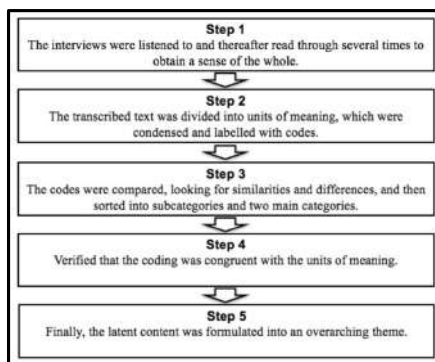 Step 1
The interviews were listened to and thereafter read through several times to
obtain a sense of the whole.
Step 2
The transcribed text was divided into units of meaning, which were
condensed and labelled with codes.
Step 3
The codes were compared, looking for similarities and differences, and then
sorted into subcategories and two main categories.
Step 4
Verified that the coding was congruent with the units of meaning.
Step 5
Finally, the latent content was formulated into an overarching theme.